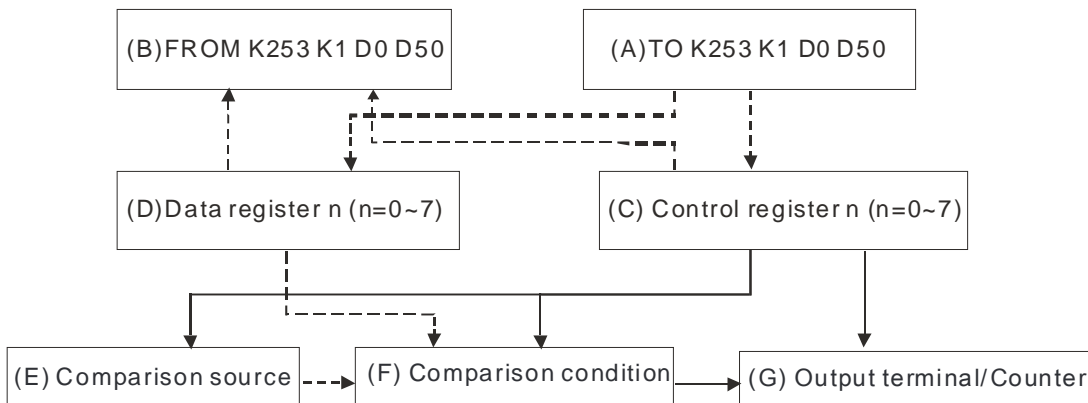 (B)FROM K253 K1 D0 D50
(A)TO K253 K1 D0 D50
(D)Data register n (n=0~7)
(C) Control register n (n=0~7)
(E) Comparison source
(F) Comparison condition
(G) Output terminal/Counter